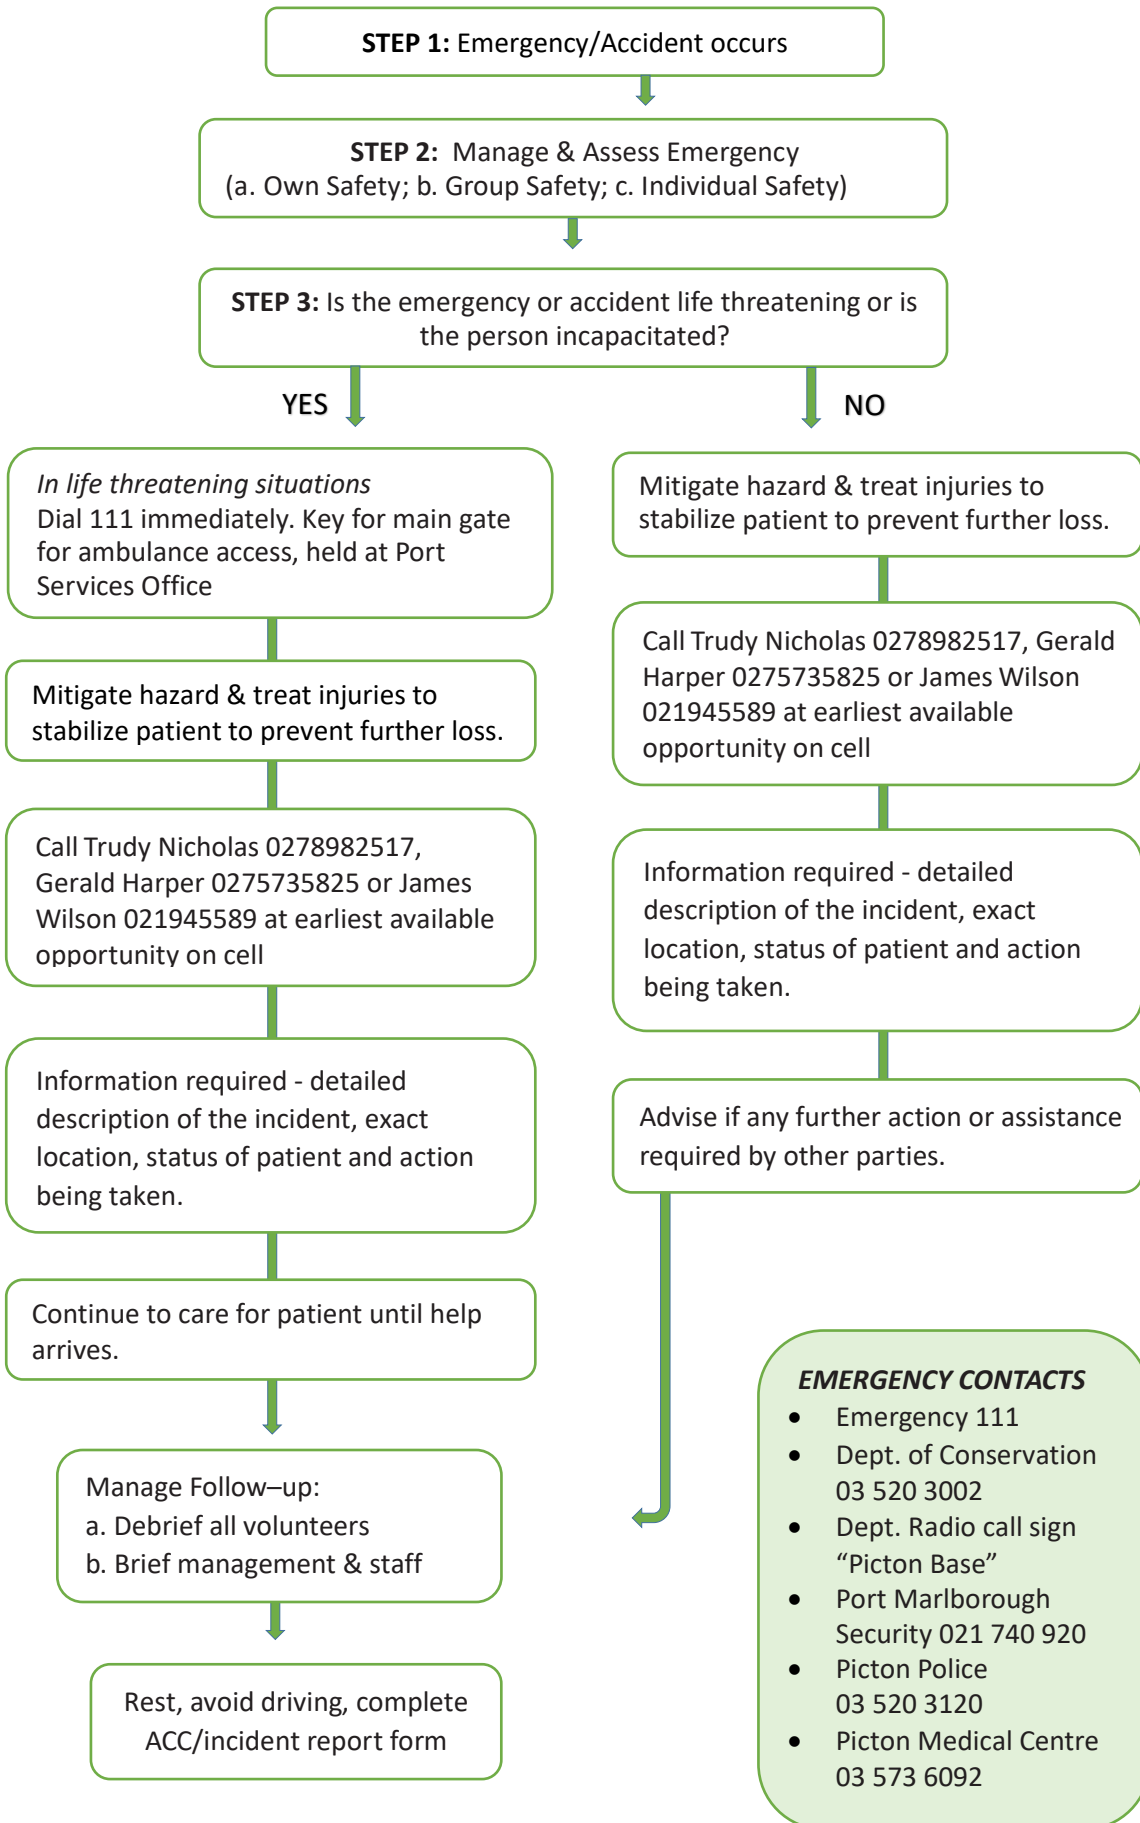 STEP 1: Emergency/Accident occurs
STEP 2: Manage & Assess Emergency
(a. Own Safety; b. Group Safety; c. Individual Safety)
STEP 3: Is the emergency or accident life threatening or is
the person incapacitated?
YES
NO
In life threatening situations
Dial 111 immediately. Key for main gate
for ambulance access, held at Port
Services Office
Mitigate hazard & treat injuries to
stabilize patient to prevent further loss.
Call Trudy Nicholas 0278982517,
Gerald Harper 0275735825 or James
Wilson 021945589 at earliest available
opportunity on cell
Information required - detailed
description of the incident, exact
location, status of patient and action
being taken.
Continue to care for patient until help
arrives.
Manage Follow–up:
a. Debrief all volunteers
b. Brief management & staff
Rest, avoid driving, complete
ACC/incident report form
Mitigate hazard & treat injuries to
stabilize patient to prevent further loss.
Call Trudy Nicholas 0278982517, Gerald
Harper 0275735825 or James Wilson
021945589 at earliest available
opportunity on cell
Information required - detailed
description of the incident, exact
location, status of patient and action
being taken.
Advise if any further action or assistance
required by other parties.
EMERGENCY CONTACTS
• Emergency 111
• Dept. of Conservation
03 520 3002
• Dept. Radio call sign
“Picton Base”
• Port Marlborough
Security 021 740 920
• Picton Police
03 520 3120
• Picton Medical Centre
03 573 6092